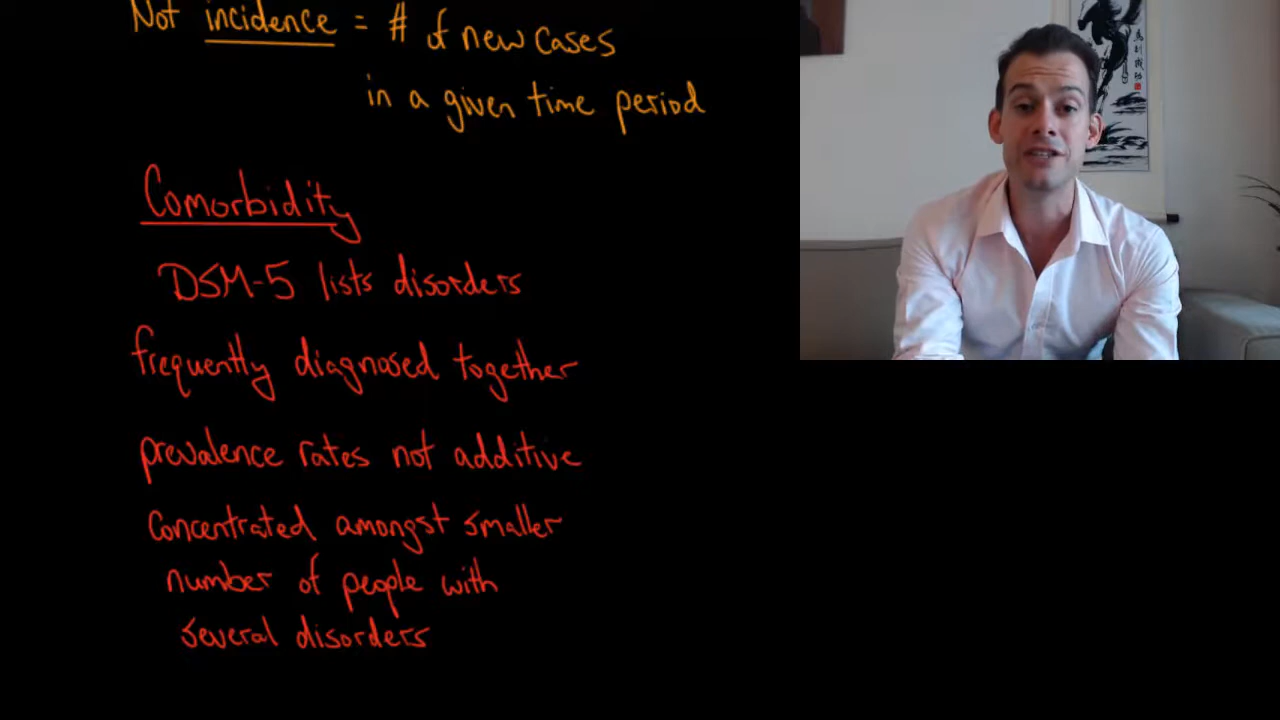 Not incidence = # of new cases
in a given time period
Comorbidity
DSM-5 lists disorders
frequently diagnosed together
prevalence rates not additive
Concentrated amongst smaller
number of people with
several disorders